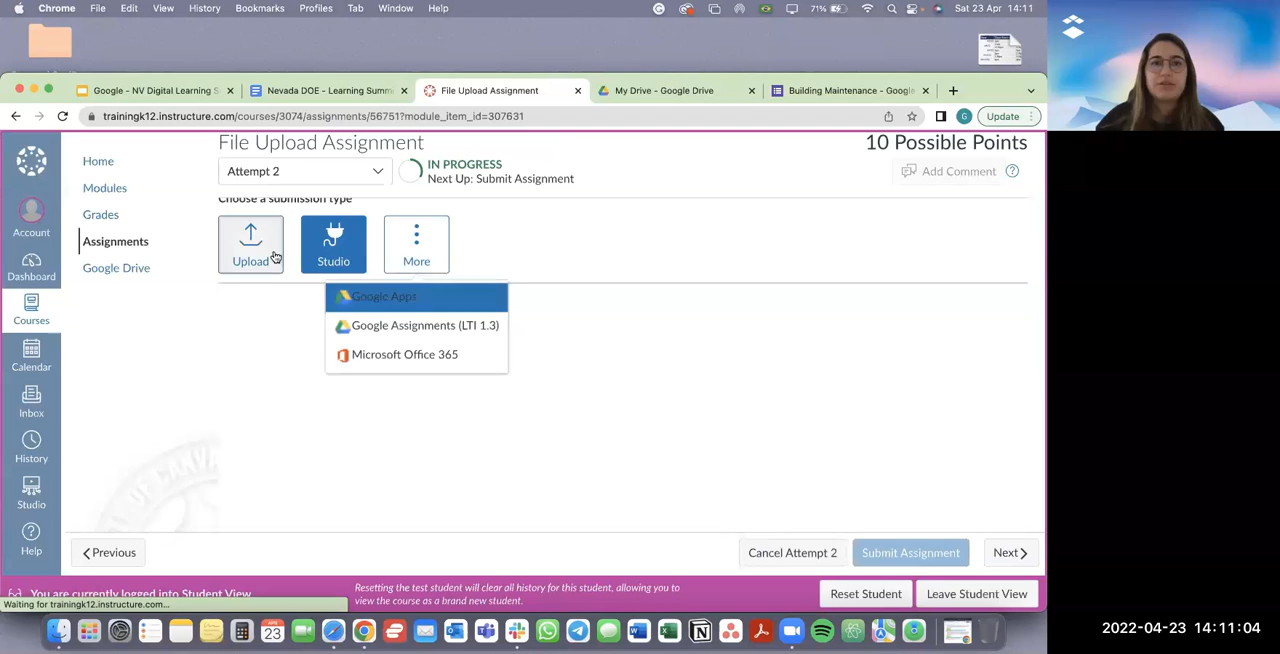 Chrome File Edit View History Bookmarks Profiles Tab Window Help 71% Sat 23 Apr 14:11
Google - NV Digital Learning S
Nevada DOE - Learning Summi
File Upload Assignment
My Drive - Google Drive
Building Maintenance - Google
trainingk12.instructure.com/courses/3074/assignments/56751?module_item_id=307631
G
Update
File Upload Assignment
10 Possible Points
Attempt 2
IN PROGRESS
Next Up: Submit Assignment
Add Comment
Choose a submission type
Upload
Studio
More
Google Apps
Google Assignments (LTI 1.3)
Microsoft Office 365
Home
Modules
Grades
Assignments
Google Drive
Account
Dashboard
Courses
Calendar
Inbox
History
Studio
Help
Previous
Cancel Attempt 2
Submit Assignment
Next
You are currently logged into Student View
Resetting the test student will clear all history for this student, allowing you to
view the course as a brand new student.
Reset Student
Leave Student View
Waiting for trainingk12.instructure.com...
2022-04-23 14:11:04